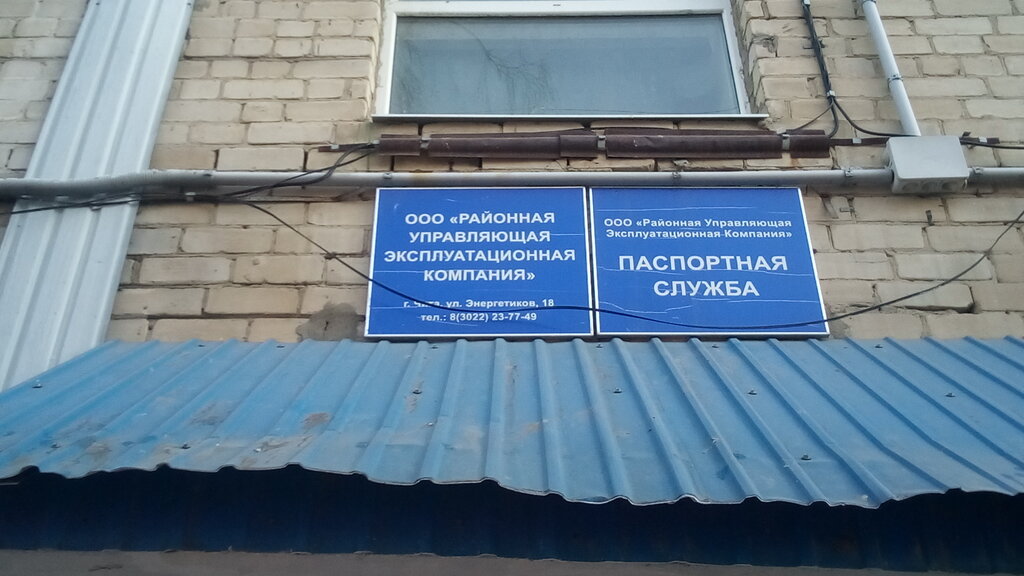 ООО «РАЙОННАЯ
УПРАВЛЯЮЩАЯ
ЭКСПЛУАТАЦИОННАЯ
КОМПАНИЯ»
г. Чита, ул. Энергетиков, 18
тел.: 8(3022) 23-77-49
ООО «Районная Управляющая
Эксплуатационная Компания»
ПАСПОРТНАЯ
СЛУЖБА